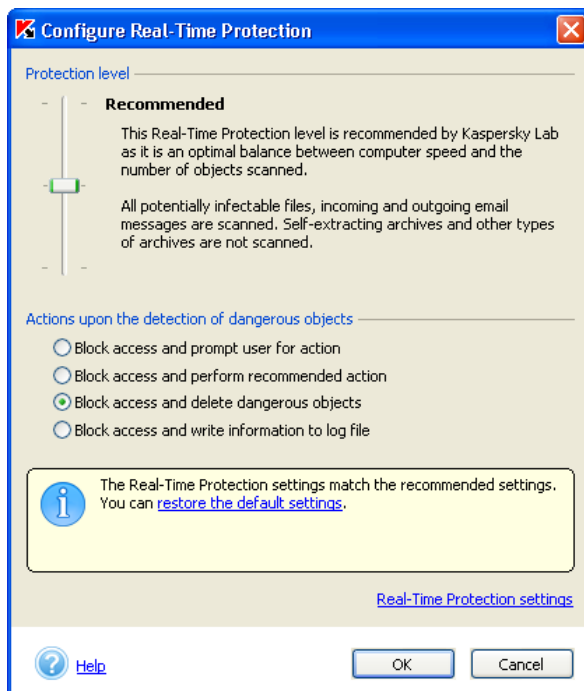 Configure Real-Time Protection
Protection level
Recommended
This Real-Time Protection level is recommended by Kaspersky Lab
as it is an optimal balance between computer speed and the
number of objects scanned.
All potentially infectable files, incoming and outgoing email
messages are scanned. Self-extracting archives and other types
of archives are not scanned.
Actions upon the detection of dangerous objects
Block access and prompt user for action
Block access and perform recommended action
Block access and delete dangerous objects
Block access and write information to log file
The Real-Time Protection settings match the recommended settings.
You can restore the default settings.
Real-Time Protection settings
Help
OK
Cancel